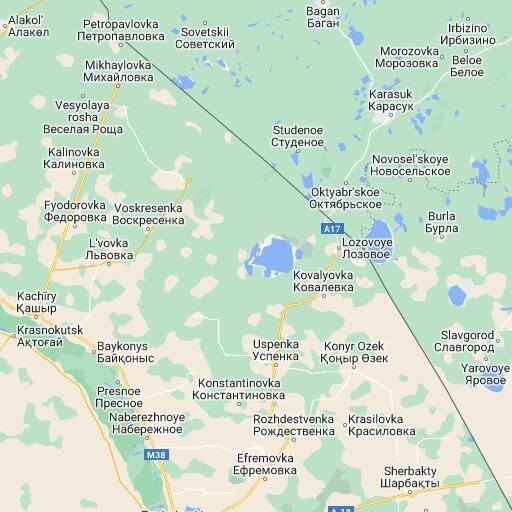 Bagan
Баган
Alakol'
Алакөл
Petropavlovka
Петропавловка
Sovetskii
Советский
Irbizino
Ирбизино
Morozovka
Морозовка
Beloe
Белое
Mikhaylovka
Михайловка
Karasuk
Карасук
Vesyolaya
rosha
Веселая Роща
Studenoe
Студеное
Kalinovka
Калиновка
Novosel'skoye
Новосельское
Oktyabr'skoe
Октябрьское
Fyodorovka
Федоровка
Voskresenka
Воскресенка
Burla
Бурла
A17
L'vovka
Львовка
Lozovoye
Лозовое
Kovalyovka
Ковалевка
Kachīry
Қашыр
Krasnokutsk
Ақтоғай
Baykonys
Байқоныс
Uspenka
Успенка
Konyr Ozek
Қоңыр Өзек
Slavgorod
Славгород
Yarovoye
Яровое
Presnoe
Пресное
Konstantinovka
Константиновка
Naberezhnoye
Набережное
Rozhdestvenka
Рождественка
Krasilovka
Красиловка
M38
Efremovka
Ефремовка
Sherbakty
Шарбақты
A-18